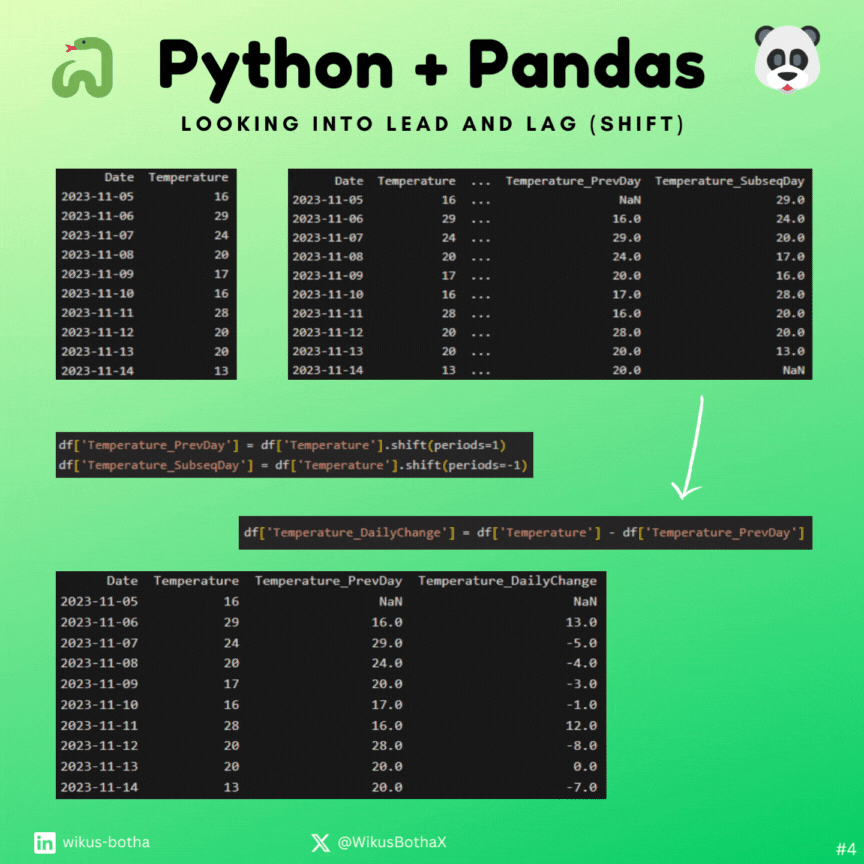 Python + Pandas
LOOKING INTO LEAD AND LAG (SHIFT)
Date Temperature
2023-11-05 16
2023-11-06 29
2023-11-07 24
2023-11-08 20
2023-11-09 17
2023-11-10 16
2023-11-11 28
2023-11-12 20
2023-11-13 20
2023-11-14 13
Date Temperature ... Temperature_PrevDay Temperature_SubseqDay
2023-11-05 16 ... NaN 29.0
2023-11-06 29 ... 16.0 24.0
2023-11-07 24 ... 29.0 20.0
2023-11-08 20 ... 24.0 17.0
2023-11-09 17 ... 20.0 16.0
2023-11-10 16 ... 17.0 28.0
2023-11-11 28 ... 16.0 20.0
2023-11-12 20 ... 28.0 20.0
2023-11-13 20 ... 20.0 13.0
2023-11-14 13 ... 20.0 NaN
df['Temperature_PrevDay'] = df['Temperature'].shift(periods=1)
df['Temperature_SubseqDay'] = df['Temperature'].shift(periods=-1)
df['Temperature_DailyChange'] = df['Temperature'] - df['Temperature_PrevDay']
Date Temperature Temperature_PrevDay Temperature_DailyChange
2023-11-05 16 NaN NaN
2023-11-06 29 16.0 13.0
2023-11-07 24 29.0 -5.0
2023-11-08 20 24.0 -4.0
2023-11-09 17 20.0 -3.0
2023-11-10 16 17.0 -1.0
2023-11-11 28 16.0 12.0
2023-11-12 20 28.0 -8.0
2023-11-13 20 20.0 0.0
2023-11-14 13 20.0 -7.0
in wikus-botha
X @WikusBothaX
#4